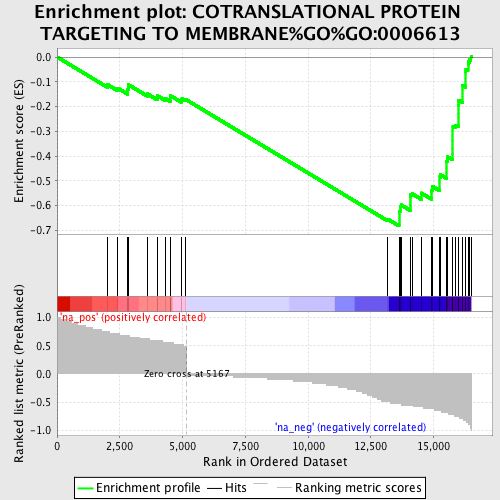 Enrichment plot: COTRANSLATIONAL PROTEIN
TARGETING TO MEMBRANE%GO%GO:0006613
Enrichment score (ES)
0.0
-0.1
-0.2
-0.3
-0.4
-0.5
-0.6
-0.7
Ranked list metric (PreRanked)
1.0
0.5
0.0
-0.5
-1.0
'na_pos' (positively correlated)
Zero cross at 5167
'na_neg' (negatively correlated)
0
2,500
5,000
7,500
10,000
12,500
15,000
Rank in Ordered Dataset
Enrichment profile
Hits
Ranking metric scores